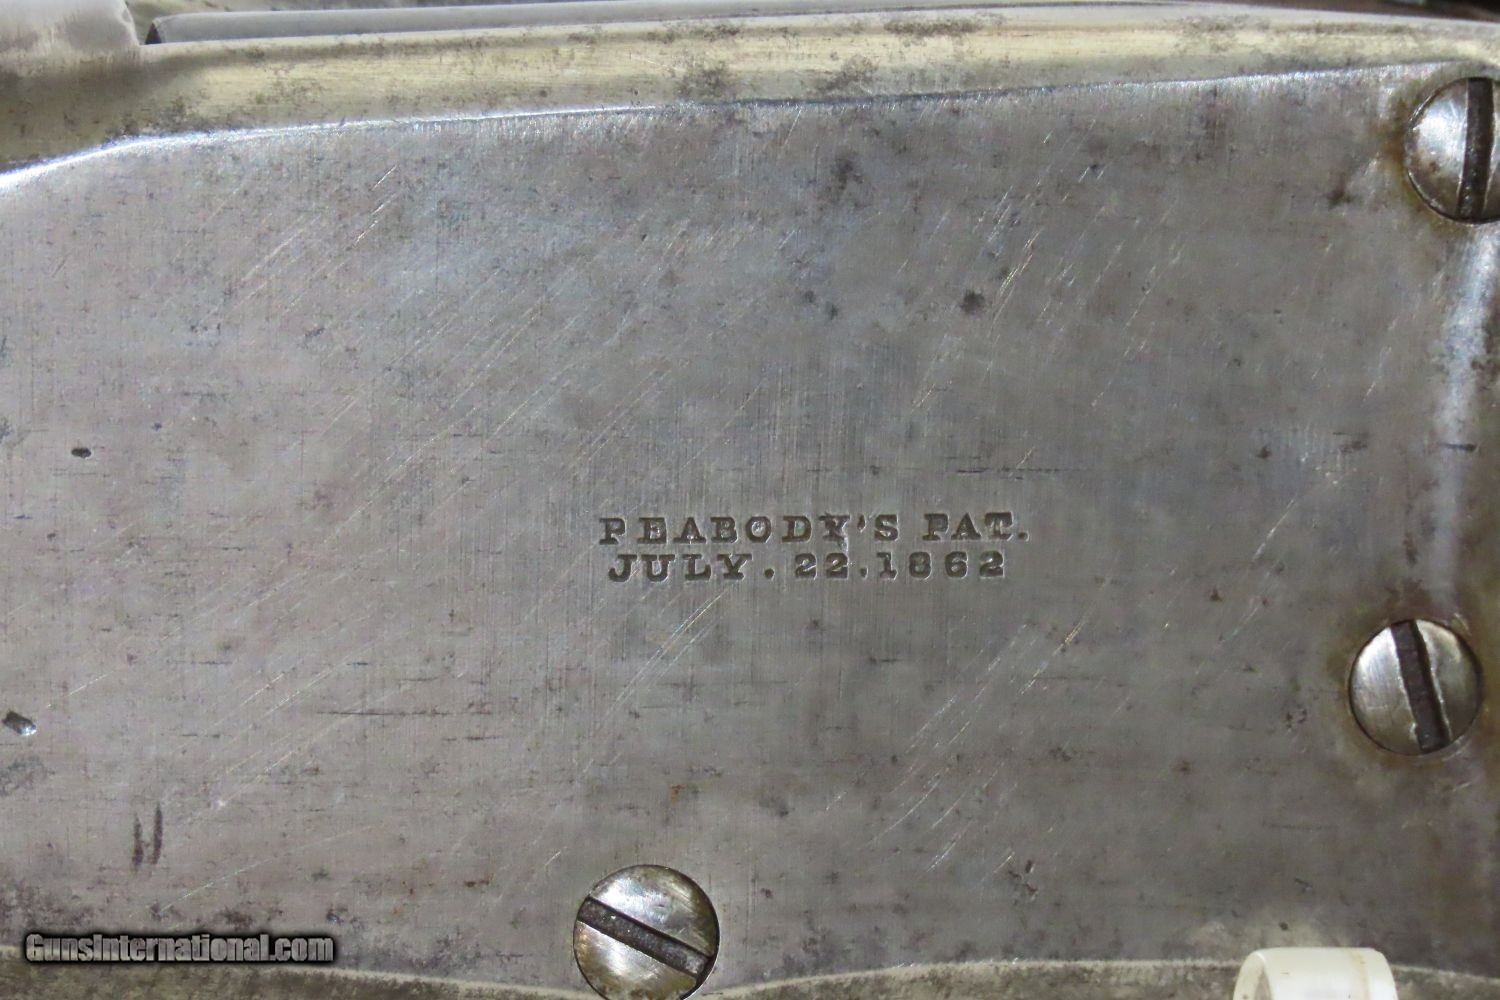 PEABODY'S PAT.
JULY. 22. 1862
GunsInternational.com